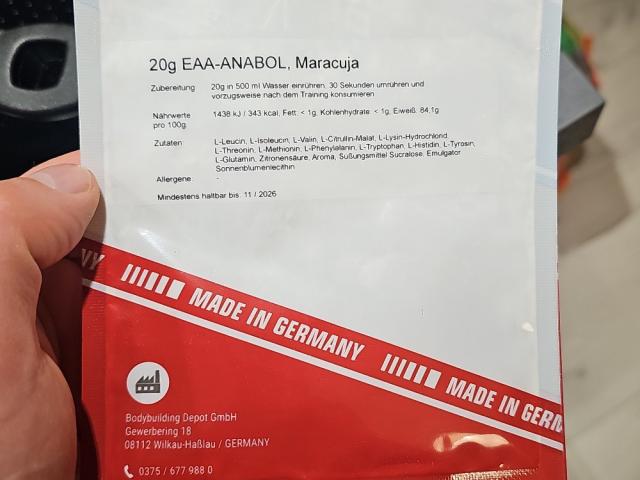 20g EAA-ANABOL, Maracuja
Zubereitung 20g in 500 ml Wasser einrühren, 30 Sekunden umrühren und
vorzugsweise nach dem Training konsumieren
Nährwerte 1438 kJ / 343 kcal, Fett: < 1g, Kohlenhydrate: < 1g, Eiweiß: 84,1g
pro 100g
Zutaten: L-Leucin, L-Isoleucin, L-Valin, L-Citrullin-Malat, L-Lysin-Hydrochlorid,
L-Threonin, L-Methionin, L-Phenylalanin, L-Tryptophan, L-Histidin, L-Tyrosin,
L-Glutamin, Zitronensäure, Aroma, Süßungsmittel Sucralose, Emulgator
Sonnenblumenlecithin
Allergene: -
Mindestens haltbar bis: 11 / 2026
NY MADE IN GERMANY MADE IN GERM
Bodybuilding Depot GmbH
Gewerbering 18
08112 Wilkau-Haßlau / GERMANY
0375 / 677 988 0